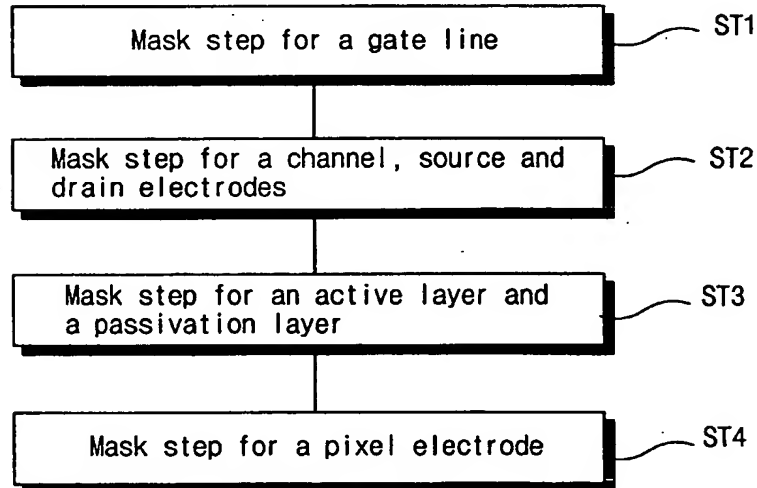 Mask step for a gate line
ST1
Mask step for a channel, source and
drain electrodes
ST2
Mask step for an active layer and
a passivation layer
ST3
Mask step for a pixel electrode
ST4